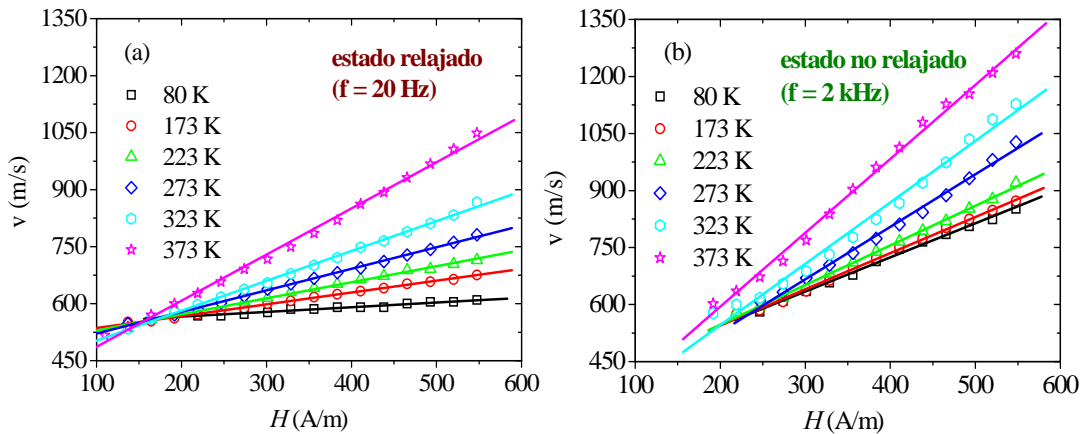 (a)
estado relajado
(f = 20 Hz)
80 K
173 K
223 K
273 K
323 K
373 K
1350
1200
1050
900
750
600
450
v (m/s)
100
200
300
400
500
600
H (A/m)
(b)
estado no relajado
(f = 2 kHz)
80 K
173 K
223 K
273 K
323 K
373 K
1350
1200
1050
900
750
600
450
v (m/s)
100
200
300
400
500
600
H (A/m)